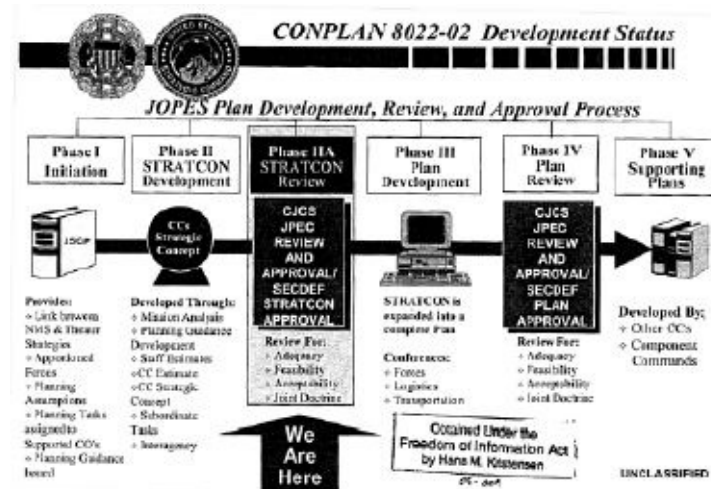 CONPLAN 8022-02 Development Status
JOPES Plan Development, Review, and Approval Process
Phase I
Initiation
Phase II
STRATCON
Development
Phase IIA
STRATCON
Review
Phase III
Plan
Development
Phase IV
Plan
Review
Phase V
Supporting
Plans
JSCP
CCs
Strategic
Concept
CJCS
JPEC
REVIEW
AND
APPROVAL/
SECDEF
STRATCON
APPROVAL
CJCS
JPEC
REVIEW
AND
APPROVAL/
SECDEF
PLAN
APPROVAL
Provides:
Link between
NMS & Theater
Strategies
Apportioned
Forces
Planning
Assumptions
Planning Tasks
assigned to
Supported CC's
Planning Guidance
Issued
Developed Through:
Mission Analysis
Planning Guidance
Development
Staff Estimates
CC Estimate
CC Strategic
Concept
Subordinate
Tasks
Interagency
Review For:
Adequacy
Feasibility
Acceptability
Joint Doctrine
STRATCON is
expanded into a
complete Plan
Conferences:
Forces
Logistics
Transportation
Review For:
Adequacy
Feasibility
Acceptability
Joint Doctrine
Developed By:
Other CCs
Component
Commands
We
Are
Here
Obtained Under the
Freedom of Information Act
by Hans M. Kristensen
UNCLASSIFIED